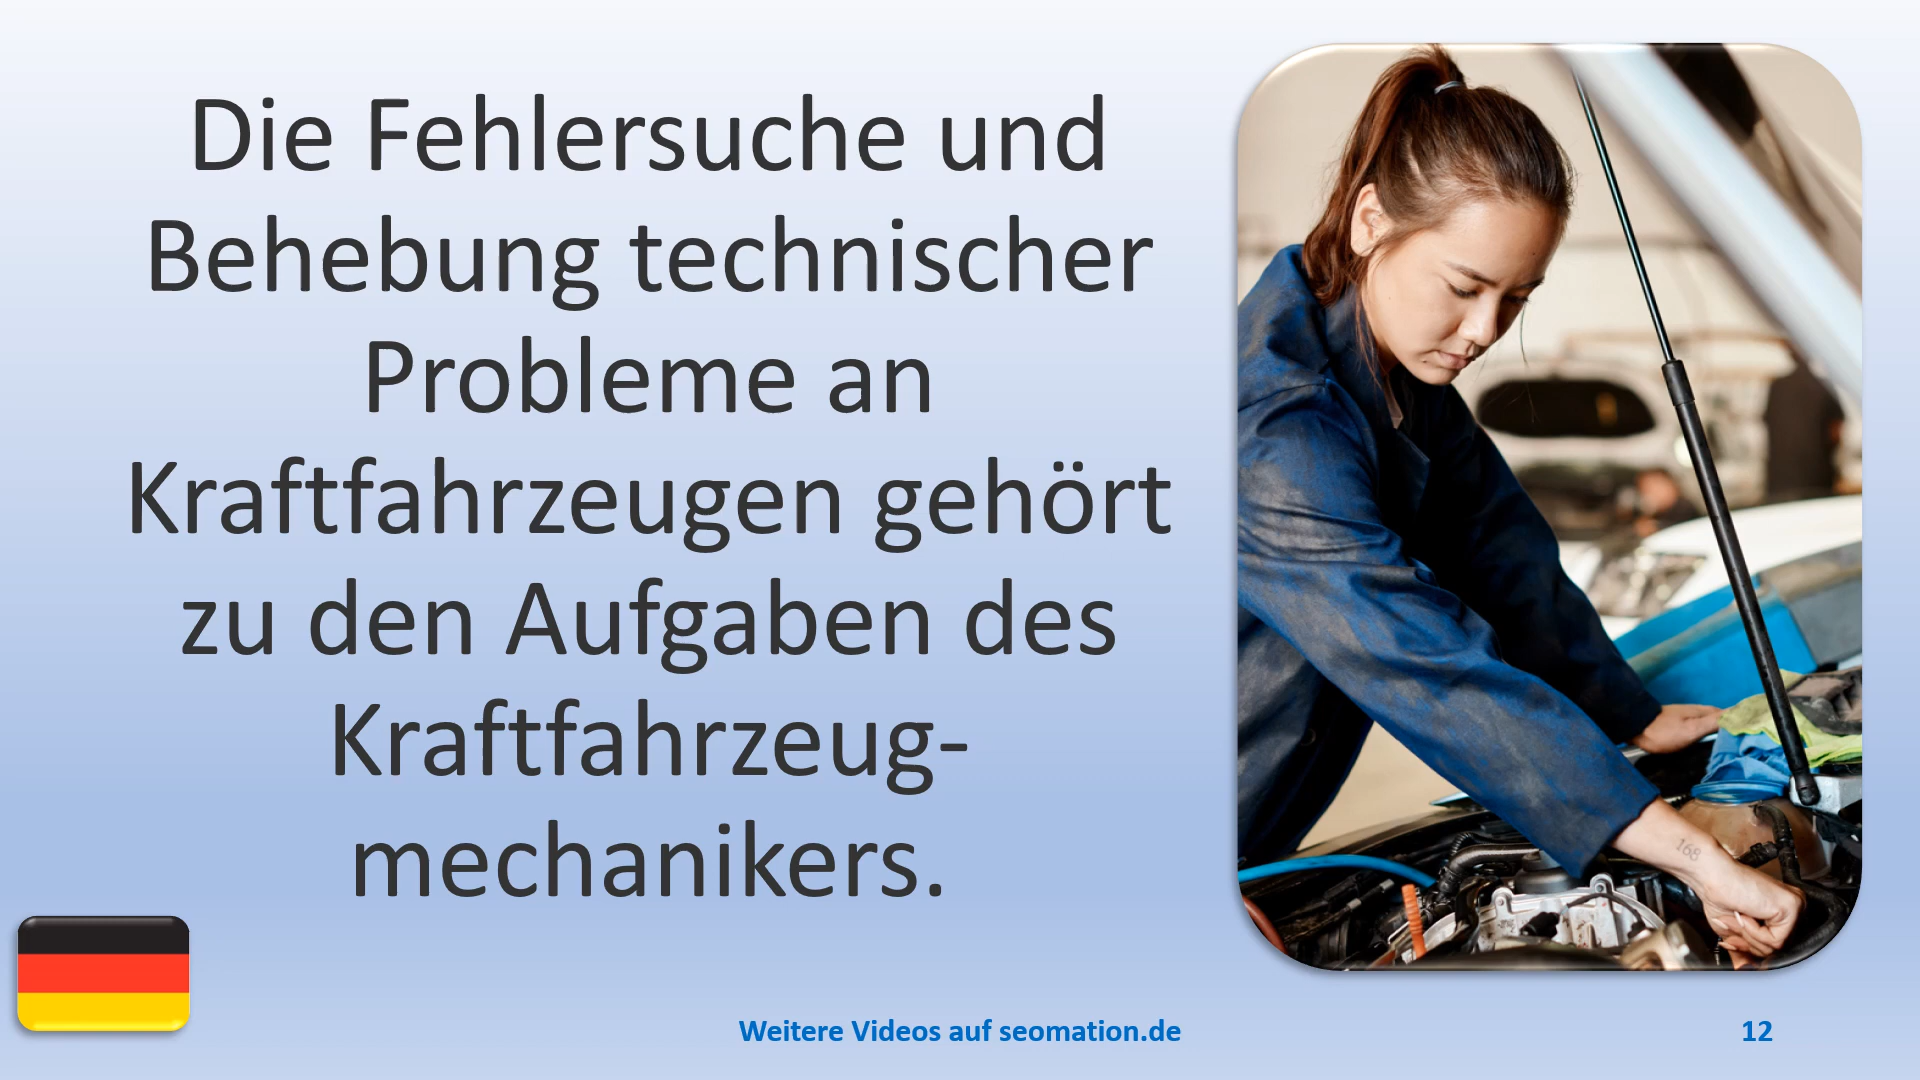 Die Fehlersuche und
Behebung technischer
Probleme an
Kraftfahrzeugen gehört
zu den Aufgaben des
Kraftfahrzeug-
mechanikers.
168
Weitere Videos auf seomation.de
12